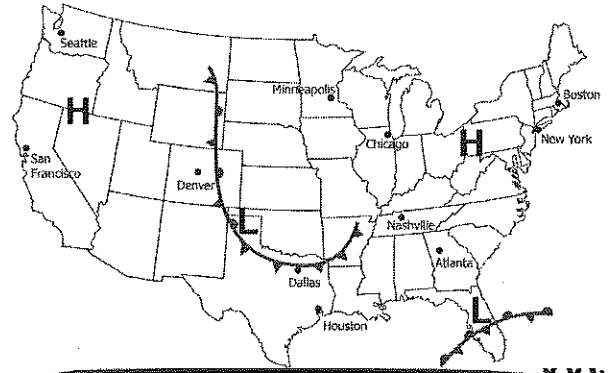 Seattle
Minneapolis
Boston
H
Chicago
H
New York
San
Francisco
Denver
L
Nashville
Dallas
Atlanta
Houston
L